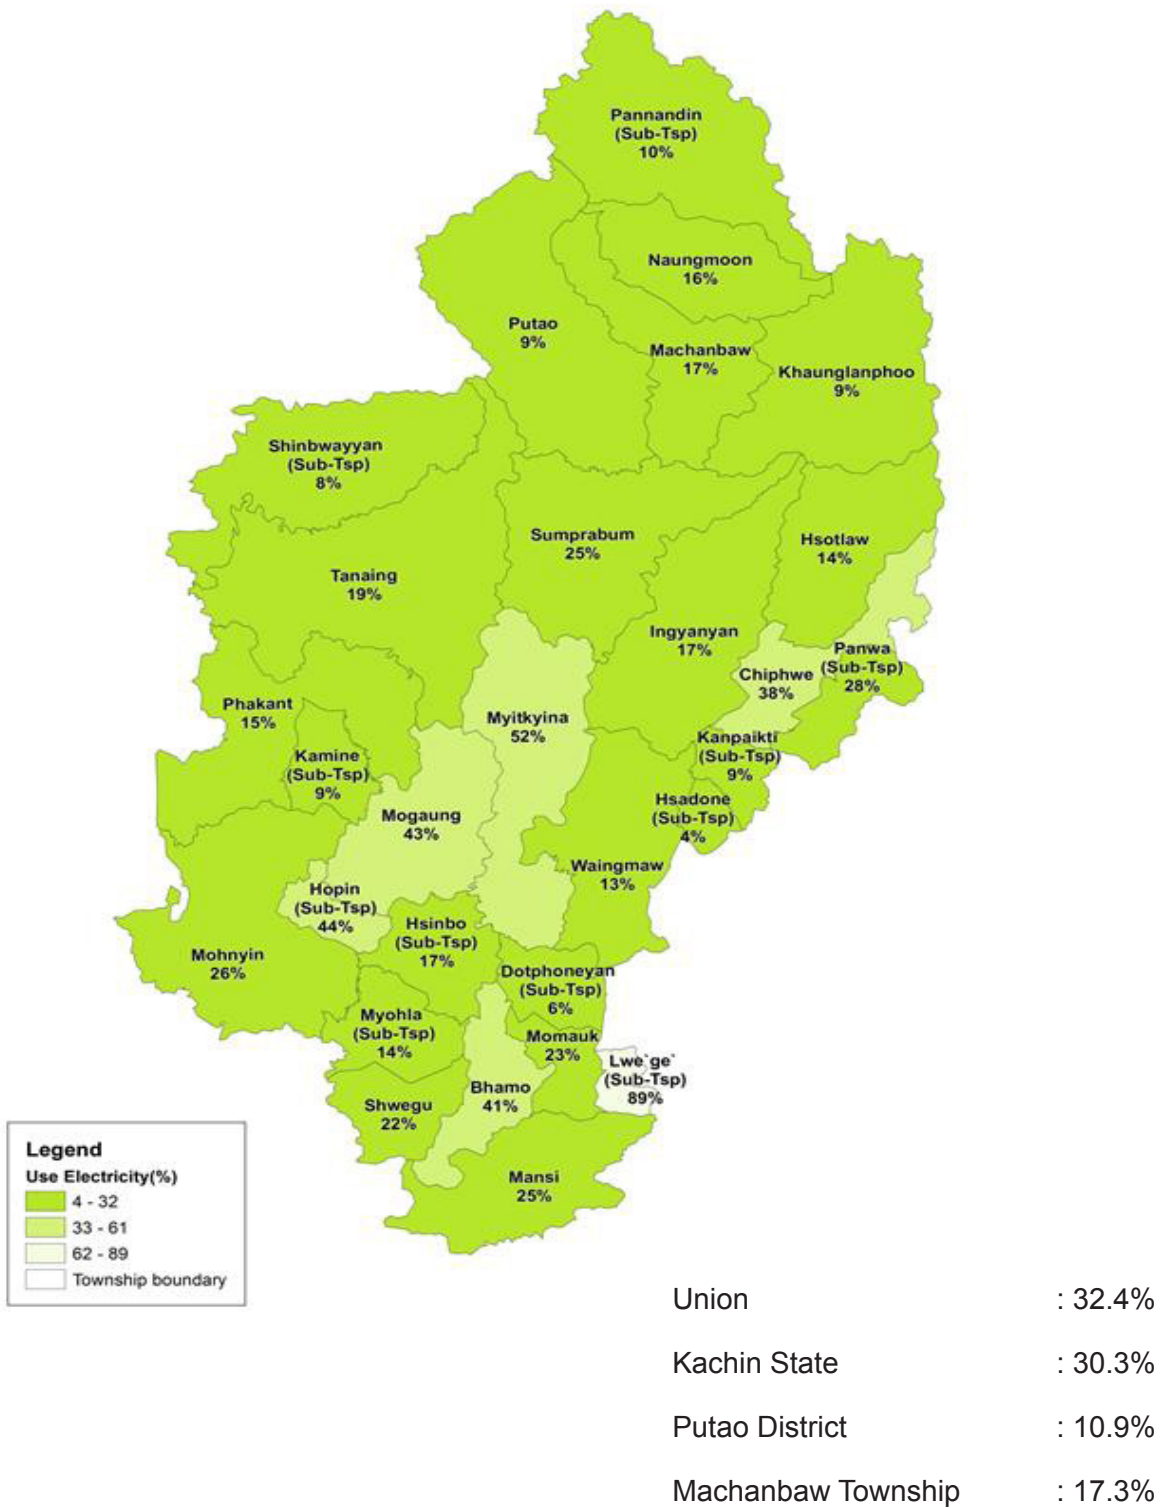 Pannandin
(Sub-Tsp)
10%
Naungmoon
16%
Putao
9%
Machanbaw
17%
Khaunglanphoo
9%
Shinbwayyan
(Sub-Tsp)
8%
Sumprabum
25%
Hsotlaw
14%
Tanaing
19%
Ingyanyan
17%
Panwa
(Sub-Tsp)
28%
Chiphwe
38%
Phakant
15%
Myitkyina
52%
Kanpaikti
(Sub-Tsp)
9%
Kamine
(Sub-Tsp)
9%
Hsadone
(Sub-Tsp)
4%
Mogaung
43%
Waingmaw
13%
Hopin
(Sub-Tsp)
44%
Hsinbo
(Sub-Tsp)
17%
Mohnyin
26%
Dotphoneyan
(Sub-Tsp)
6%
Myohla
(Sub-Tsp)
14%
Momauk
23%
Lwe`ge`
(Sub-Tsp)
89%
Bhamo
41%
Shwegu
22%
Mansi
25%
Legend
Use Electricity(%)
4 - 32
33 - 61
62 - 89
Township boundary
Union : 32.4%
Kachin State : 30.3%
Putao District : 10.9%
Machanbaw Township : 17.3%